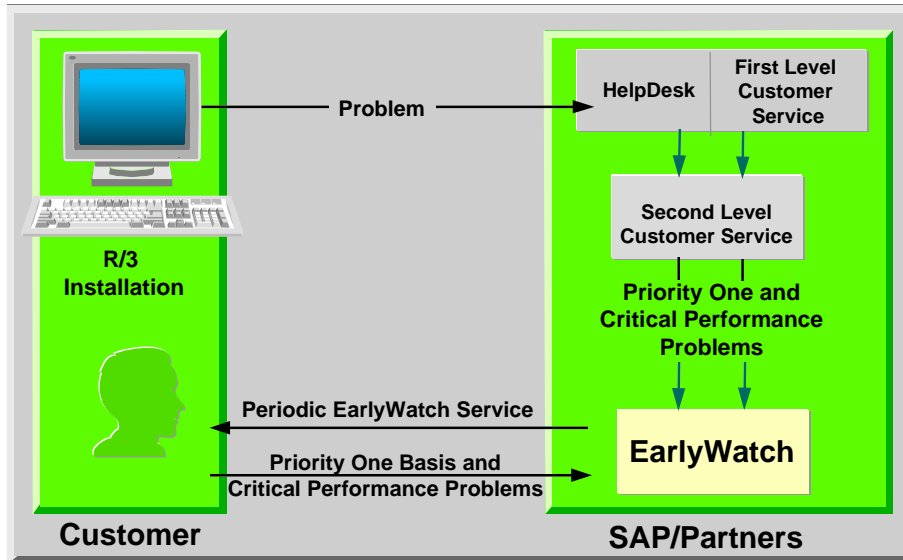 HelpDesk
First Level
Customer
Service
Problem
Second Level
Customer Service
R/3
Installation
Priority One and
Critical Performance
Problems
Periodic EarlyWatch Service
EarlyWatch
Priority One Basis and
Critical Performance Problems
Customer
SAP/Partners